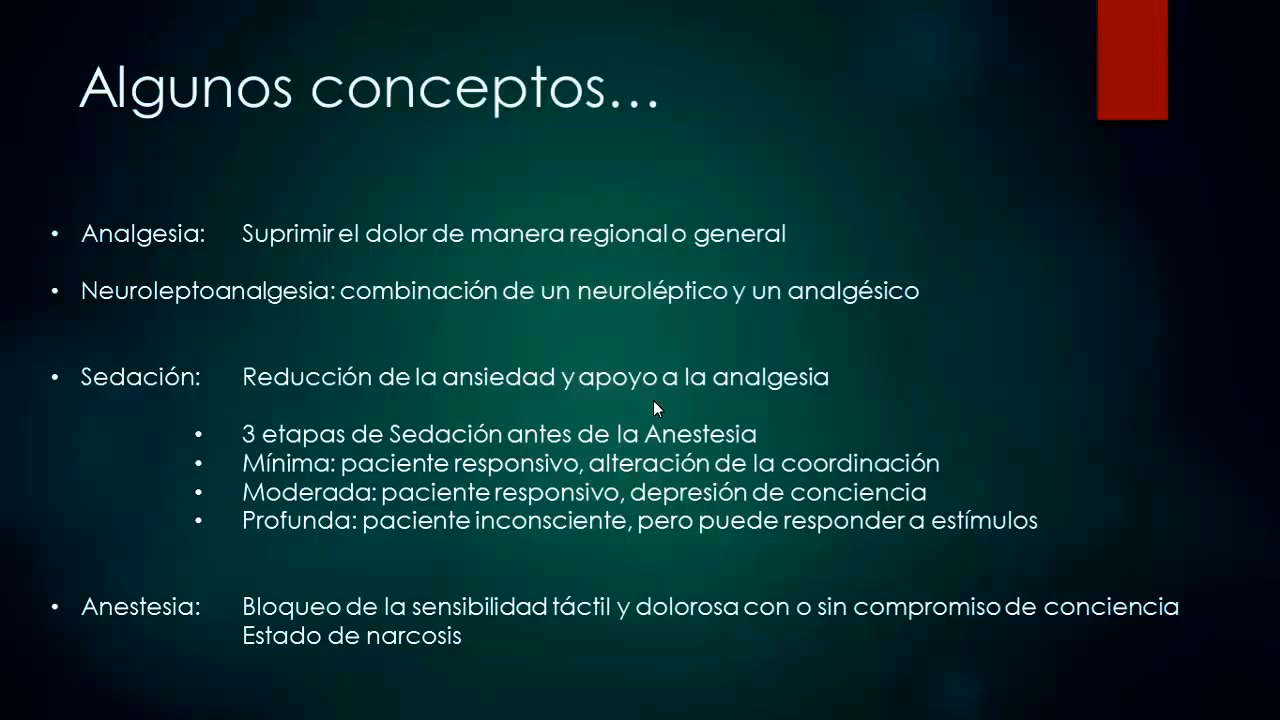 Algunos conceptos…
• Analgesia: Suprimir el dolor de manera regional o general
• Neuroleptoanalgesia: combinación de un neuroléptico y un analgésico
• Sedación: Reducción de la ansiedad y apoyo a la analgesia
• 3 etapas de Sedación antes de la Anestesia
• Mínima: paciente responsivo, alteración de la coordinación
• Moderada: paciente responsivo, depresión de conciencia
• Profunda: paciente inconsciente, pero puede responder a estímulos
• Anestesia: Bloqueo de la sensibilidad táctil y dolorosa con o sin compromiso de conciencia
Estado de narcosis